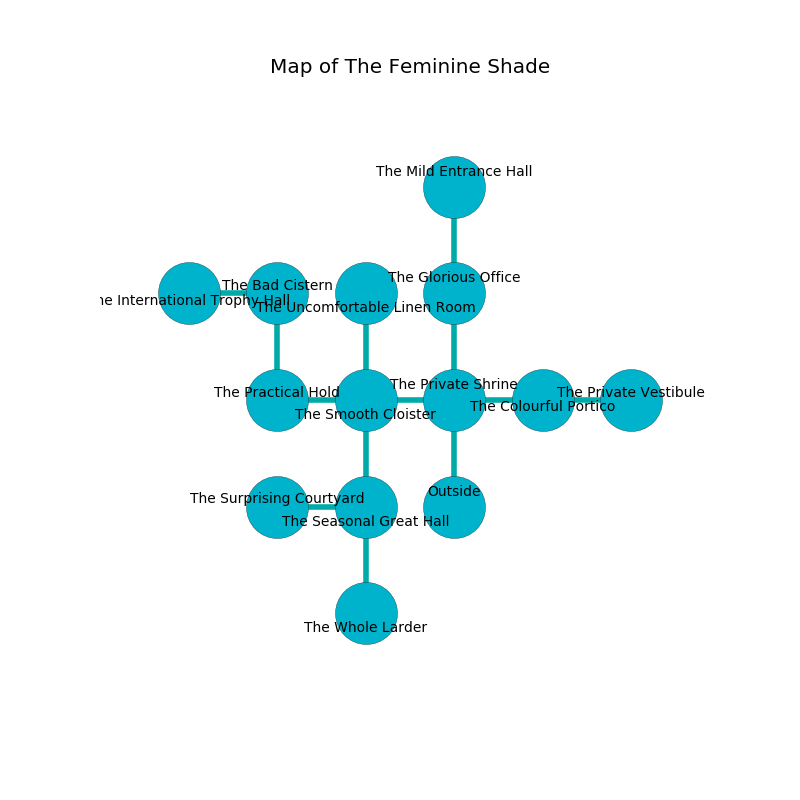 Map of The Feminine Shade
The Mild Entrance Hall
The Glorious Office
The Bad Cistern
International Trophy Hall
The Uncomfortable Linen Room
The Private Shrine
The Practical Hold
The Private Vestibule
The Colourful Portico
The Smooth Cloister
Outside
The Surprising Courtyard
The Seasonal Great Hall
The Whole Larder